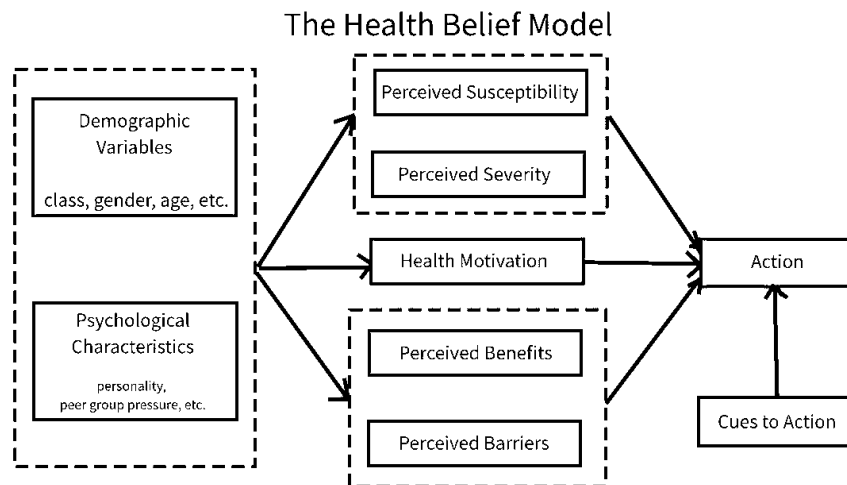 The Health Belief Model
Demographic
Variables
class, gender, age, etc.
Psychological
Characteristics
personality,
peer group pressure, etc.
Perceived Susceptibility
Perceived Severity
Health Motivation
Perceived Benefits
Perceived Barriers
Action
Cues to Action